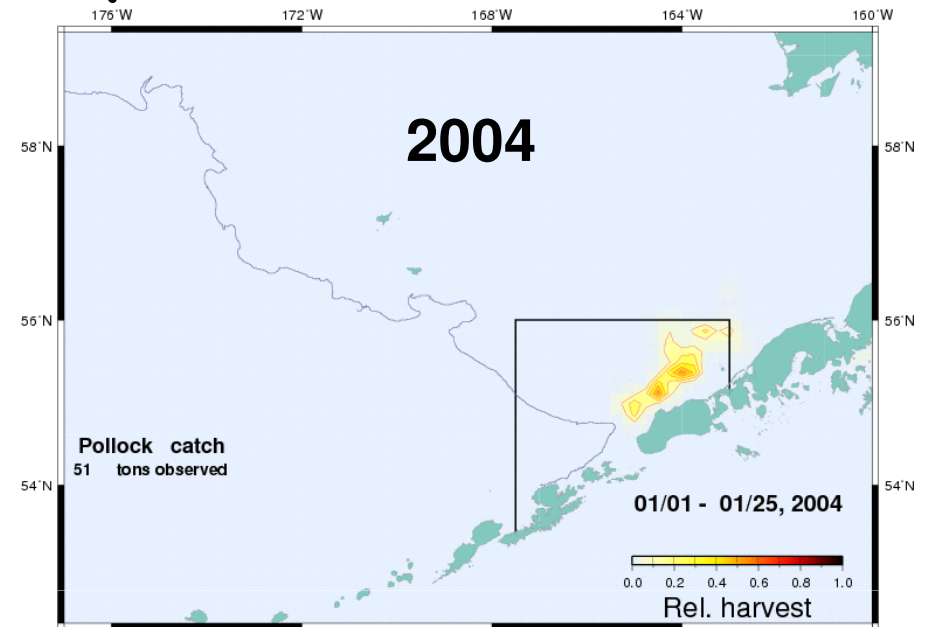 176˚W 172˚W 168˚W 164˚W 160˚W
2004
58˚N 58˚N
56˚N 56˚N
Pollock catch
51 tons observed
54˚N 54˚N
01/01 - 01/25, 2004
0.0 0.2 0.4 0.6 0.8 1.0
Rel. harvest